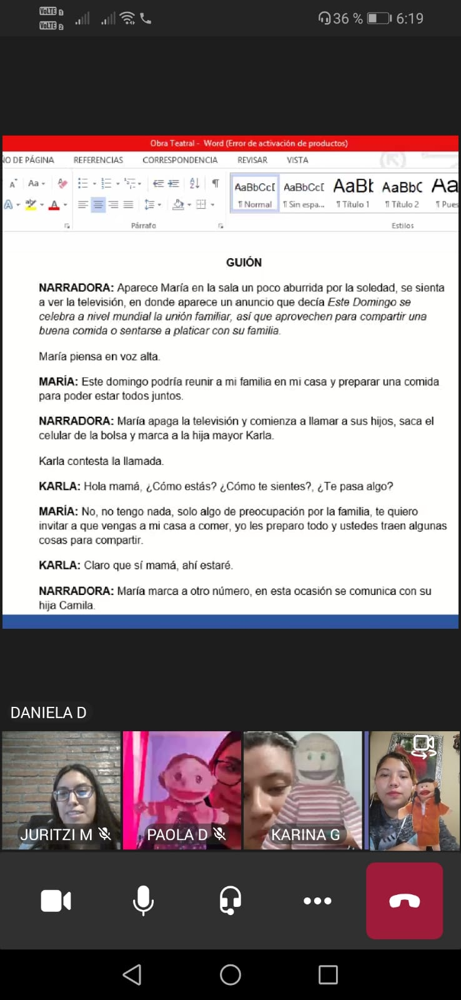 VoLTE 1
VoLTE 2
36 %
6:19
Obra Teatral - Word (Error de activación de productos)
ÑO DE PÁGINA REFERENCIAS CORRESPONDENCIA REVISAR VISTA
Aa
AaBbCcD AaBbCcD AaBb AaBbC Aa
¶ Normal ¶ Sin espa... ¶ Título 1 ¶ Título 2 ¶ Pues
Párrafo Estilos
GUIÓN
NARRADORA: Aparece María en la sala un poco aburrida por la soledad, se sienta
a ver la televisión, en donde aparece un anuncio que decía Este Domingo se
celebra a nivel mundial la unión familiar, así que aprovechen para compartir una
buena comida o sentarse a platicar con su familia.
María piensa en voz alta.
MARÍA: Este domingo podría reunir a mi familia en mi casa y preparar una comida
para poder estar todos juntos.
NARRADORA: María apaga la televisión y comienza a llamar a sus hijos, saca el
celular de la bolsa y marca a la hija mayor Karla.
Karla contesta la llamada.
KARLA: Hola mamá, ¿Cómo estás? ¿Cómo te sientes?, ¿Te pasa algo?
MARÍA: No, no tengo nada, solo algo de preocupación por la familia, te quiero
invitar a que vengas a mi casa a comer, yo les preparo todo y ustedes traen algunas
cosas para compartir.
KARLA: Claro que sí mamá, ahí estaré.
NARRADORA: María marca a otro número, en esta ocasión se comunica con su
hija Camila.
DANIELA D
JURITZI M
PAOLA D
KARINA G